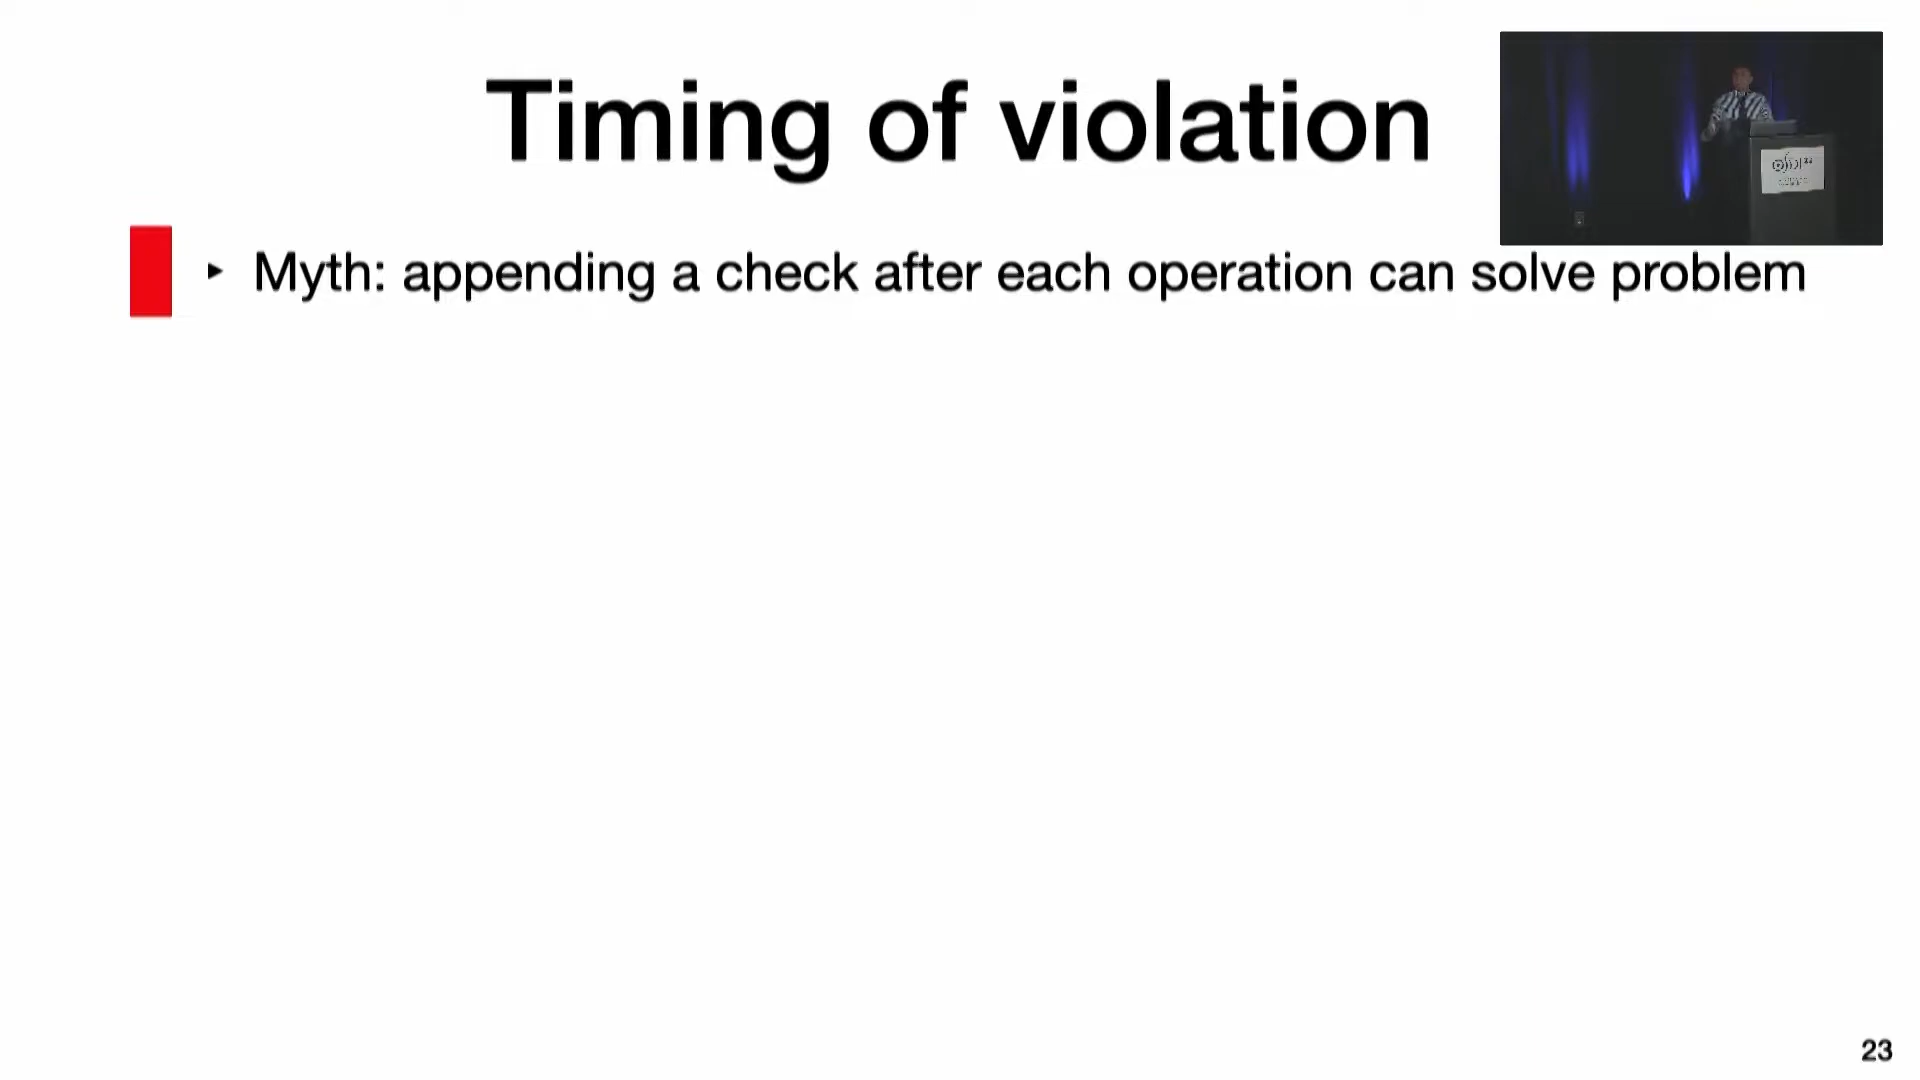 Timing of violation
‣ Myth: appending a check after each operation can solve problem
23